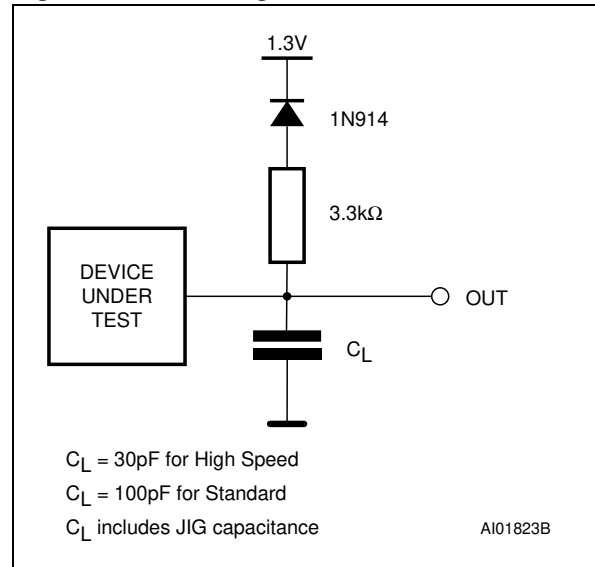 1.3V
1N914
3.3kΩ
DEVICE
UNDER
TEST
OUT
CL
CL = 30pF for High Speed
CL = 100pF for Standard
CL includes JIG capacitance
AI01823B